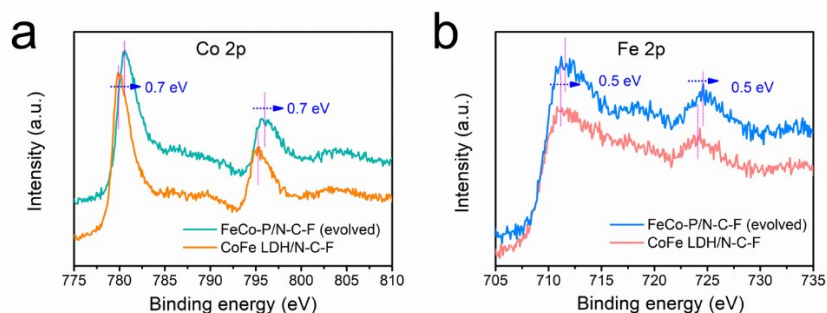 a
Co 2p
0.7 eV
0.7 eV
FeCo-P/N-C-F (evolved)
CoFe LDH/N-C-F
Intensity (a.u.)
775 780 785 790 795 800 805 810
Binding energy (eV)
b
Fe 2p
0.5 eV
0.5 eV
FeCo-P/N-C-F (evolved)
CoFe LDH/N-C-F
Intensity (a.u.)
705 710 715 720 725 730 735
Binding energy (eV)